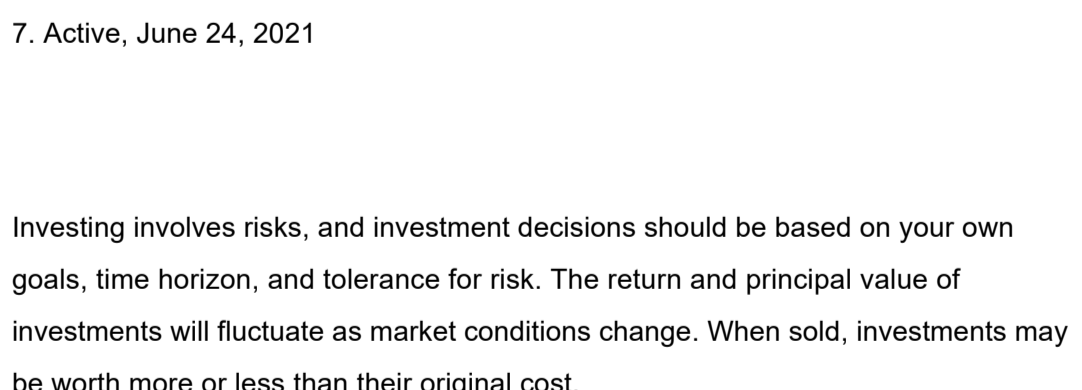 7. Active, June 24, 2021
Investing involves risks, and investment decisions should be based on your own
goals, time horizon, and tolerance for risk. The return and principal value of
investments will fluctuate as market conditions change. When sold, investments may
be worth more or less than their original cost.